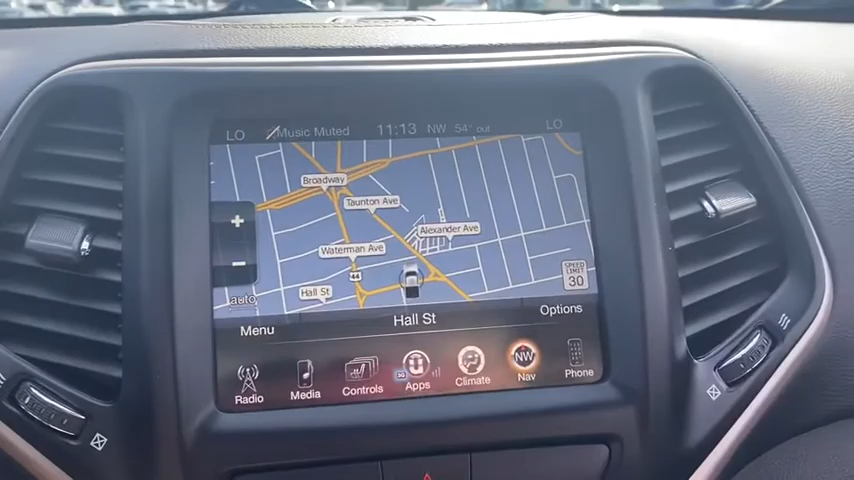 LO Music Muted 11:13 NW 54° out LO
Broadway
Taunton Ave
Alexander Ave
Waterman Ave
44
SPEED
LIMIT
30
Hall St
auto
Menu Hall St Options
NW
3G
Radio Media Controls Apps Climate Nav Phone